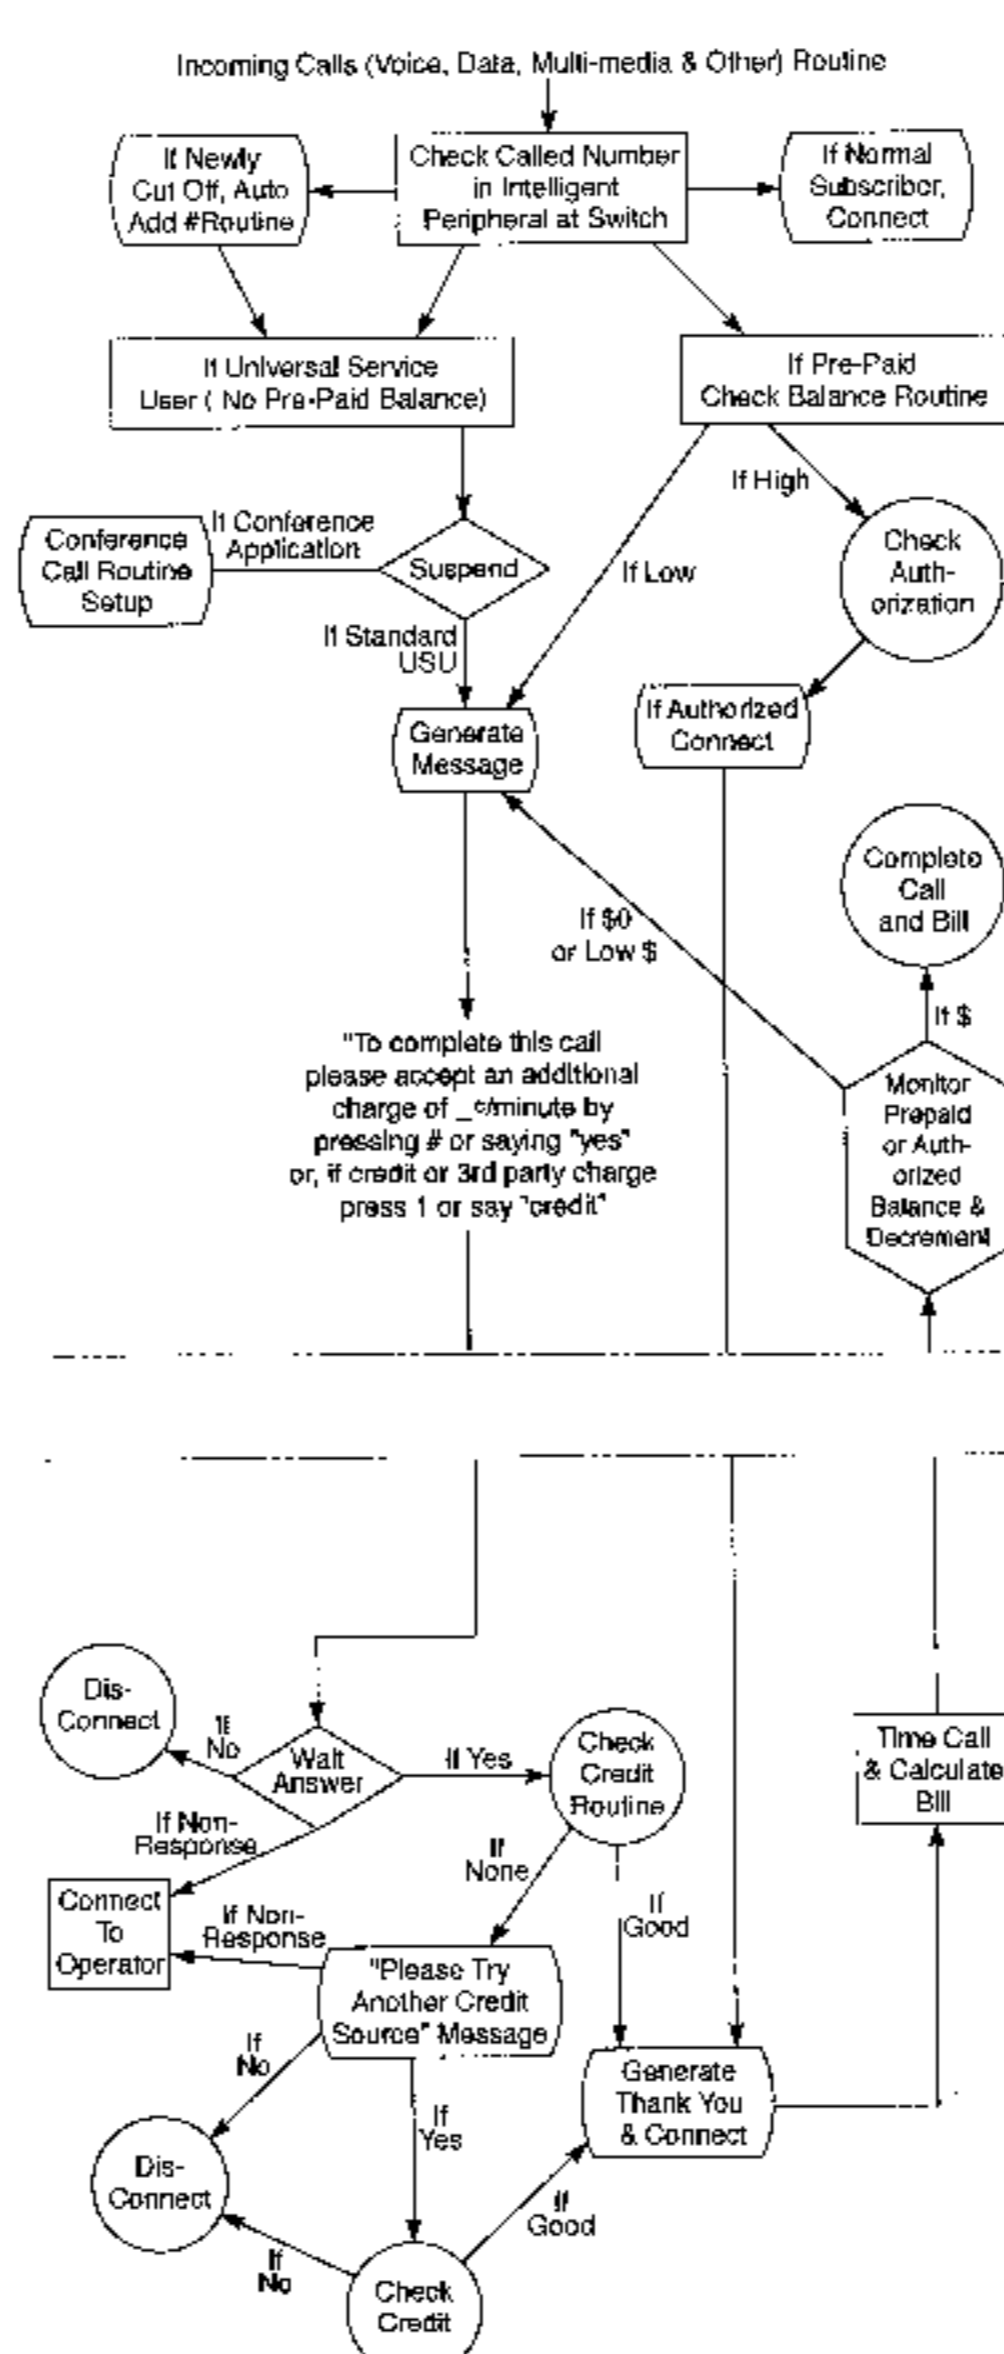 Incoming Calls (Voice, Data, Multi-media & Other) Routine
If Newly
Cut Off, Auto
Add #Routine
Check Called Number
in Intelligent
Peripheral at Switch
If Normal
Subscriber,
Connect
If Universal Service
User ( No Pre-Paid Balance)
If Pre-Paid
Check Balance Routine
If High
Conference
Call Routine
Setup
If Conference
Application
Suspend
If Low
Check
Auth-
orization
If Standard
USU
Generate
Message
If Authorized
Connect
Complete
Call
and Bill
If $0
or Low $
If $
"To complete this call
please accept an additional
charge of _¢/minute by
pressing # or saying "yes"
or, if credit or 3rd party charge
press 1 or say "credit"
Monitor
Prepaid
or Auth-
orized
Balance &
Decrement
Dis-
Connect
If
No
Wait
Answer
If Yes
Check
Credit
Routine
Time Call
& Calculate
Bill
If Non-
Response
If
None
If
Good
Connect
To
Operator
If Non-
Response
"Please Try
Another Credit
Source" Message
If
No
If
Yes
Generate
Thank You
& Connect
Dis-
Connect
If
Good
If
No
Check
Credit